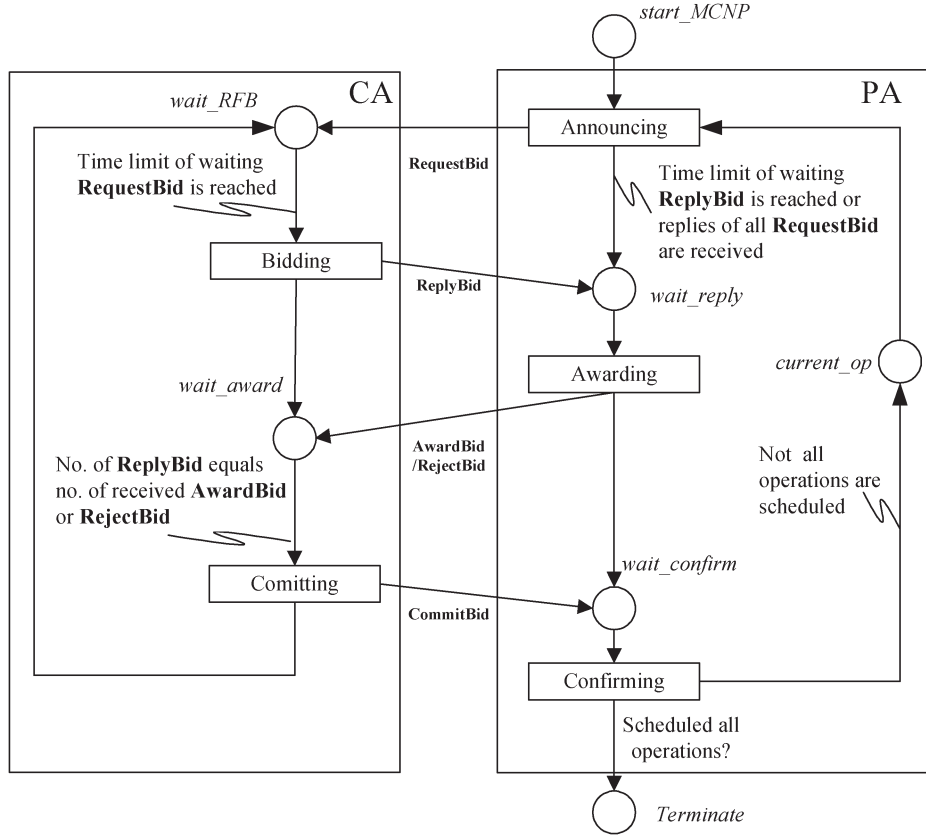 start_MCNP
CA
PA
wait_RFB
Announcing
RequestBid
Time limit of waiting
RequestBid is reached
Time limit of waiting
ReplyBid is reached or
replies of all RequestBid
are received
Bidding
ReplyBid
wait_reply
current_op
Awarding
wait_award
AwardBid
/RejectBid
No. of ReplyBid equals
no. of received AwardBid
or RejectBid
Not all
operations are
scheduled
wait_confirm
Comitting
CommitBid
Confirming
Scheduled all
operations?
Terminate